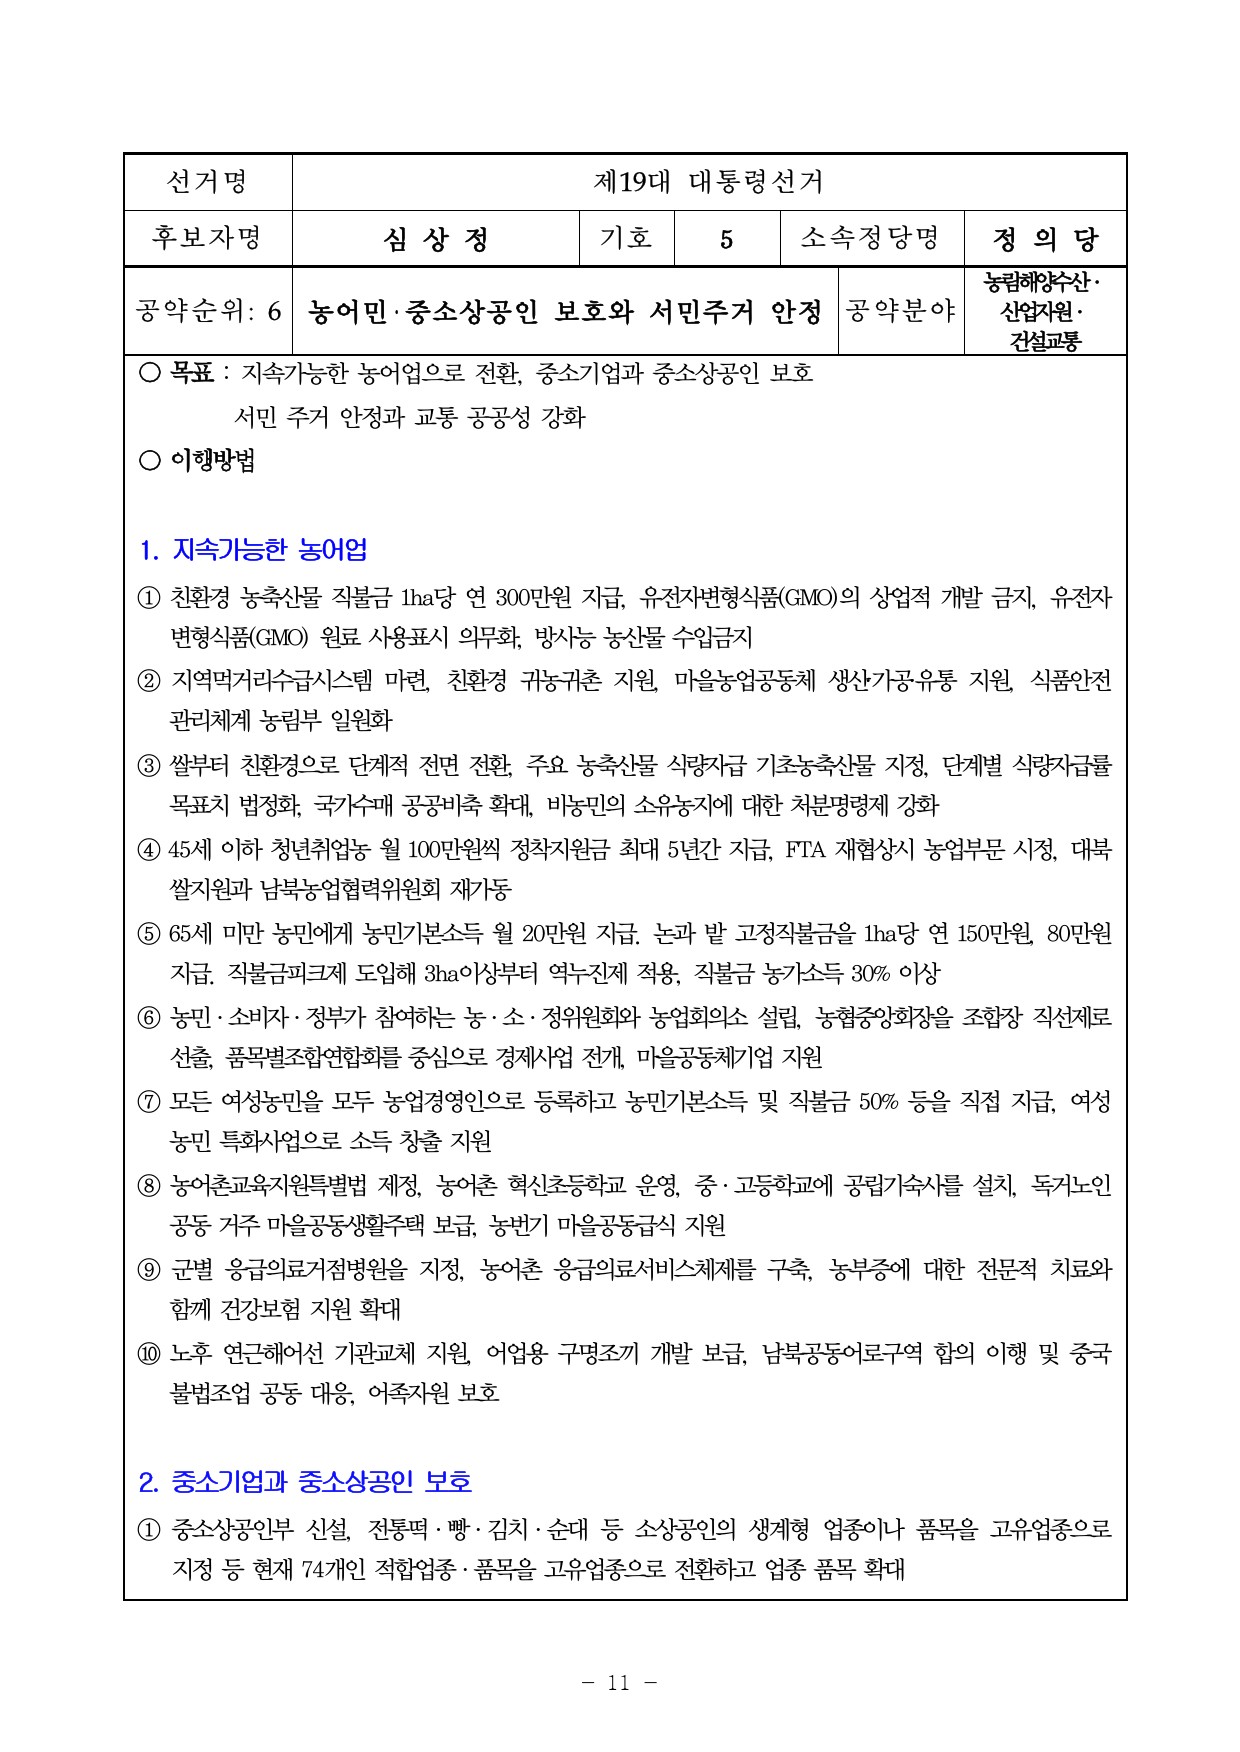 선거명 제19대 대통령선거
후보자명 심 상 정 기호 5 소속정당명 정 의 당
공약순위: 6 농어민·중소상공인 보호와 서민주거 안정 공약분야 농림해양수산·
산업자원·
건설교통
○ 목표 : 지속가능한 농어업으로 전환, 중소기업과 중소상공인 보호
서민 주거 안정과 교통 공공성 강화
○ 이행방법
1. 지속가능한 농어업
① 친환경 농축산물 직불금 1ha당 연 300만원 지급, 유전자변형식품(GMO)의 상업적 개발 금지, 유전자
변형식품(GMO) 원료 사용표시 의무화, 방사능 농산물 수입금지
② 지역먹거리수급시스템 마련, 친환경 귀농귀촌 지원, 마을농업공동체 생산·가공·유통 지원, 식품안전
관리체계 농림부 일원화
③ 쌀부터 친환경으로 단계적 전면 전환, 주요 농축산물 식량자급 기초농축산물 지정, 단계별 식량자급률
목표치 법정화, 국가수매 공공비축 확대, 비농민의 소유농지에 대한 처분명령제 강화
④ 45세 이하 청년취업농 월 100만원씩 정착지원금 최대 5년간 지급, FTA 재협상시 농업부문 시정, 대북
쌀지원과 남북농업협력위원회 재가동
⑤ 65세 미만 농민에게 농민기본소득 월 20만원 지급. 논과 밭 고정직불금을 1ha당 연 150만원, 80만원
지급. 직불금피크제 도입해 3ha이상부터 역누진제 적용, 직불금 농가소득 30% 이상
⑥ 농민·소비자·정부가 참여하는 농·소·정위원회와 농업회의소 설립, 농협중앙회장을 조합장 직선제로
선출, 품목별조합연합회를 중심으로 경제사업 전개, 마을공동체기업 지원
⑦ 모든 여성농민을 모두 농업경영인으로 등록하고 농민기본소득 및 직불금 50% 등을 직접 지급, 여성
농민 특화사업으로 소득 창출 지원
⑧ 농어촌교육지원특별법 제정, 농어촌 혁신초등학교 운영, 중·고등학교에 공립기숙사를 설치, 독거노인
공동 거주 마을공동생활주택 보급, 농번기 마을공동급식 지원
⑨ 군별 응급의료거점병원을 지정, 농어촌 응급의료서비스체제를 구축, 농부증에 대한 전문적 치료와
함께 건강보험 지원 확대
⑩ 노후 연근해어선 기관교체 지원, 어업용 구명조끼 개발 보급, 남북공동어로구역 합의 이행 및 중국
불법조업 공동 대응, 어족자원 보호
2. 중소기업과 중소상공인 보호
① 중소상공인부 신설, 전통떡·빵·김치·순대 등 소상공인의 생계형 업종이나 품목을 고유업종으로
지정 등 현재 74개인 적합업종·품목을 고유업종으로 전환하고 업종 품목 확대
- 11 -